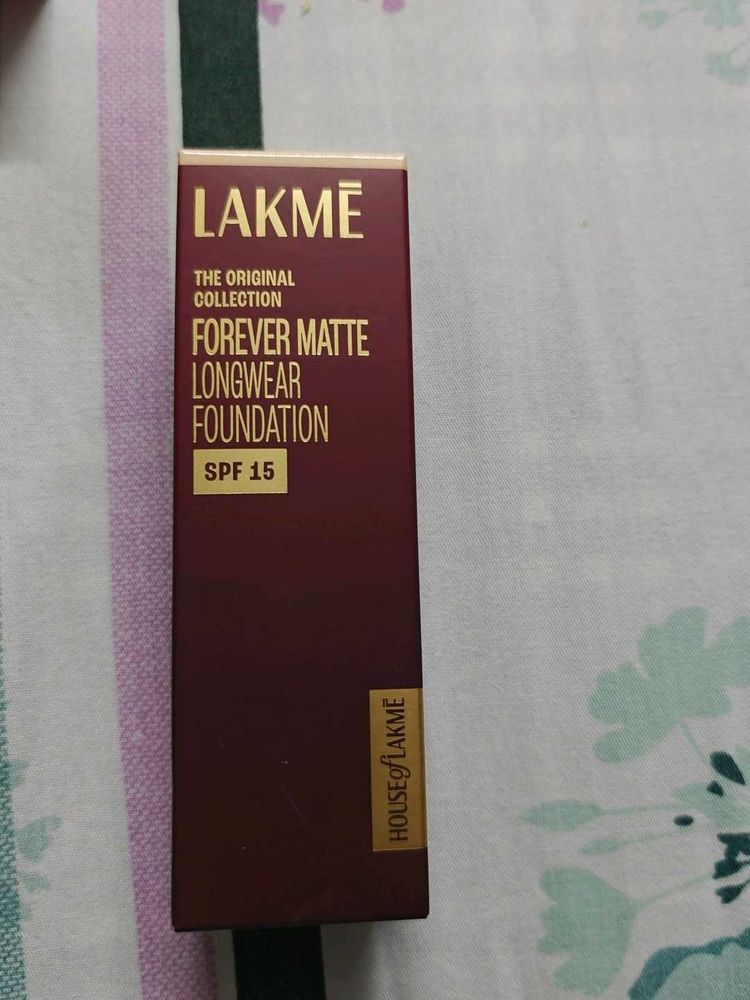 LAKMĒ
THE ORIGINAL
COLLECTION
FOREVER MATTE
LONGWEAR
FOUNDATION
SPF 15
HOUSE of LAKMĒ